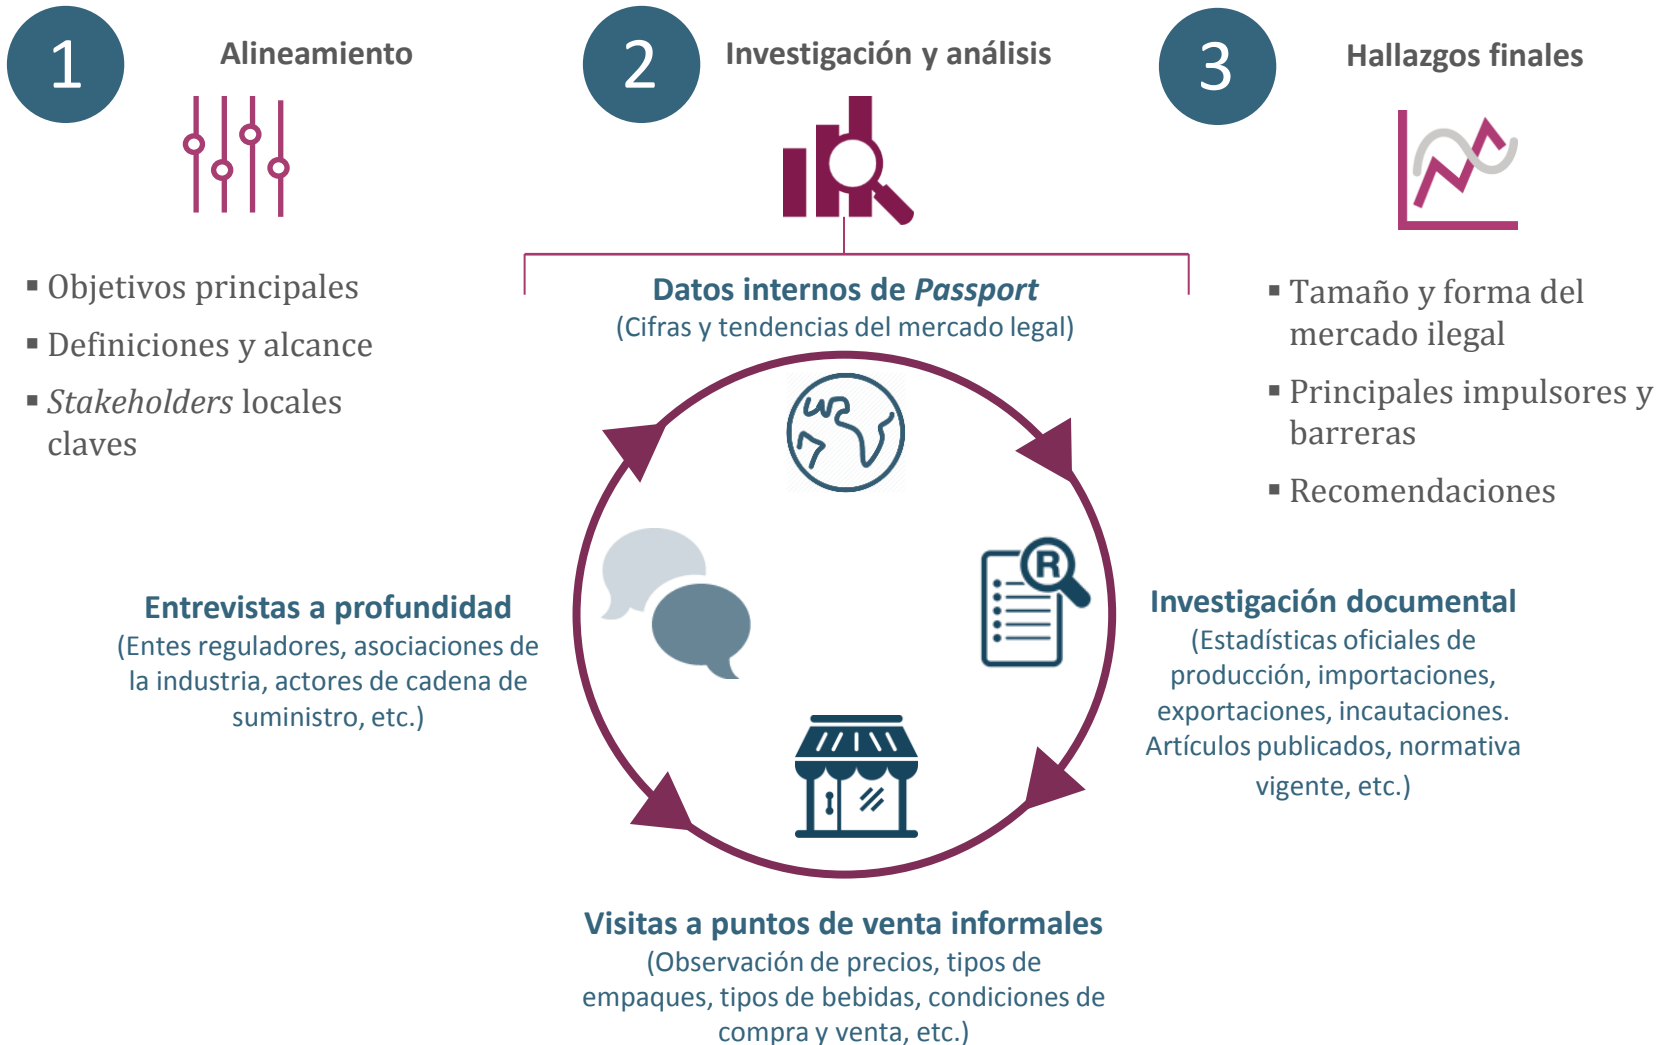 1
Alineamiento
▪ Objetivos principales
▪ Definiciones y alcance
▪ Stakeholders locales
claves
2
Investigación y análisis
Datos internos de Passport
(Cifras y tendencias del mercado legal)
R
Investigación documental
(Estadísticas oficiales de
producción, importaciones,
exportaciones, incautaciones.
Artículos publicados, normativa
vigente, etc.)
Visitas a puntos de venta informales
(Observación de precios, tipos de
empaques, tipos de bebidas, condiciones de
compra y venta, etc.)
Entrevistas a profundidad
(Entes reguladores, asociaciones de
la industria, actores de cadena de
suministro, etc.)
3
Hallazgos finales
▪ Tamaño y forma del
mercado ilegal
▪ Principales impulsores y
barreras
▪ Recomendaciones